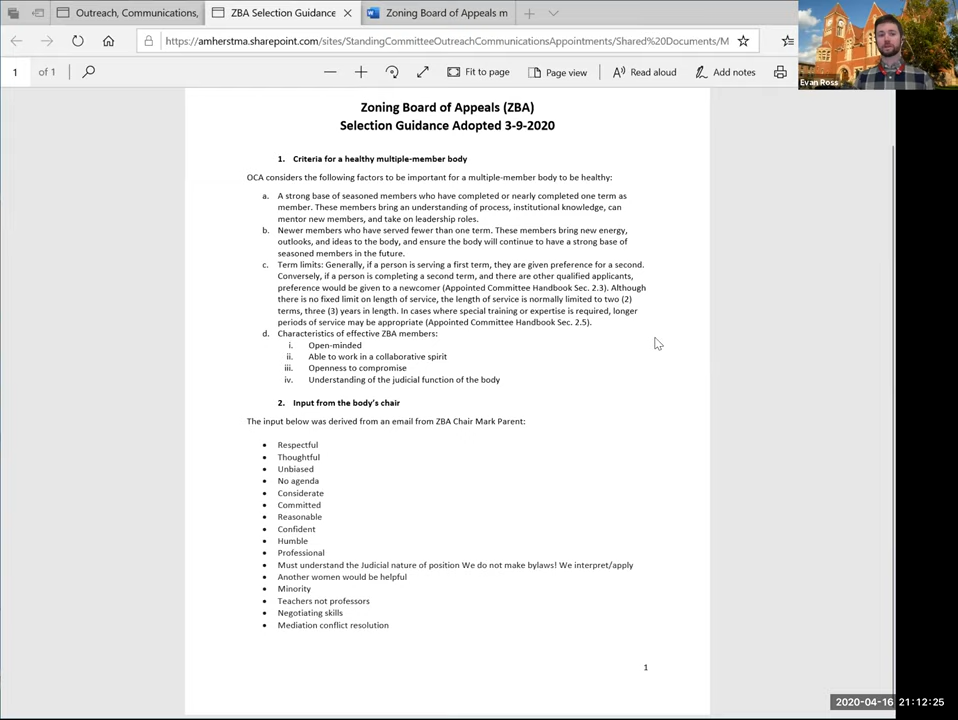 Outreach, Communications,
ZBA Selection Guidance
Zoning Board of Appeals m
https://amherstma.sharepoint.com/sites/StandingCommitteeOutreachCommunicationsAppointments/Shared%20Documents/M
1 of 1
Fit to page
Page view
Read aloud
Add notes
Evan Ross
Zoning Board of Appeals (ZBA)
Selection Guidance Adopted 3-9-2020
1. Criteria for a healthy multiple-member body
OCA considers the following factors to be important for a multiple-member body to be healthy:
a. A strong base of seasoned members who have completed or nearly completed one term as
member. These members bring an understanding of process, institutional knowledge, can
mentor new members, and take on leadership roles.
b. Newer members who have served fewer than one term. These members bring new energy,
outlooks, and ideas to the body, and ensure the body will continue to have a strong base of
seasoned members in the future.
c. Term limits: Generally, if a person is serving a first term, they are given preference for a second.
Conversely, if a person is completing a second term, and there are other qualified applicants,
preference would be given to a newcomer (Appointed Committee Handbook Sec. 2.3). Although
there is no fixed limit on length of service, the length of service is normally limited to two (2)
terms, three (3) years in length. In cases where special training or expertise is required, longer
periods of service may be appropriate (Appointed Committee Handbook Sec. 2.5).
d. Characteristics of effective ZBA members:
i. Open-minded
ii. Able to work in a collaborative spirit
iii. Openness to compromise
iv. Understanding of the judicial function of the body
2. Input from the body's chair
The input below was derived from an email from ZBA Chair Mark Parent:
• Respectful
• Thoughtful
• Unbiased
• No agenda
• Considerate
• Committed
• Reasonable
• Confident
• Humble
• Professional
• Must understand the Judicial nature of position We do not make bylaws! We interpret/apply
• Another women would be helpful
• Minority
• Teachers not professors
• Negotiating skills
• Mediation conflict resolution
1
2020-04-16 21:12:25